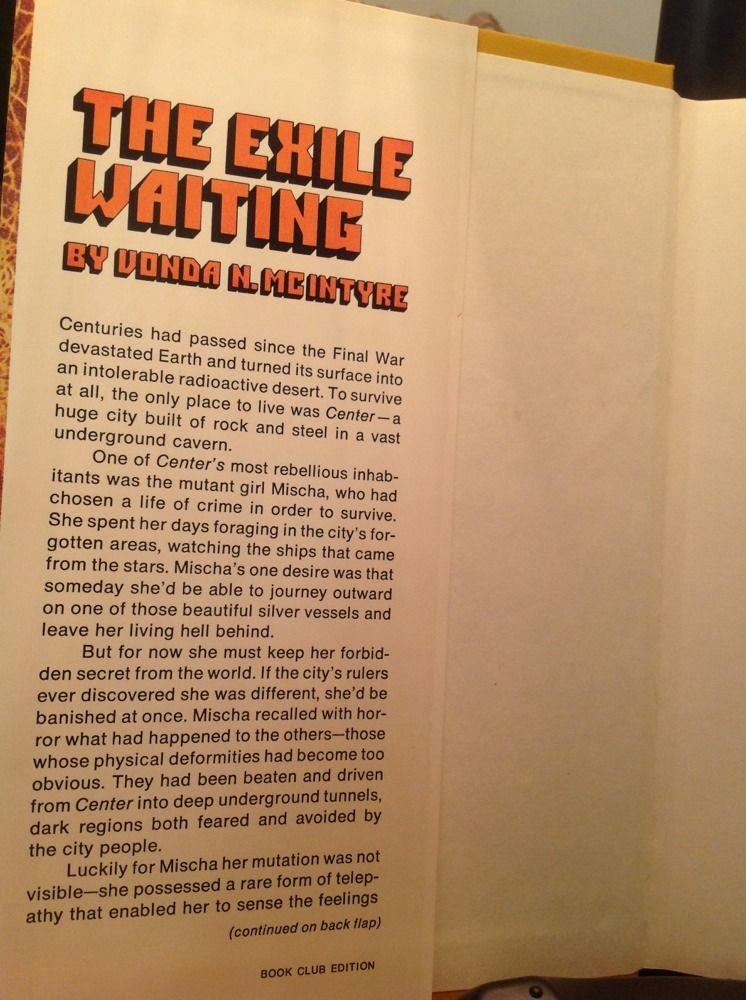 THE EXILE
WAITING
BY VONDA N. MCINTYRE
Centuries had passed since the Final War
devastated Earth and turned its surface into
an intolerable radioactive desert. To survive
at all, the only place to live was Center—a
huge city built of rock and steel in a vast
underground cavern.
One of Center's most rebellious inhab-
itants was the mutant girl Mischa, who had
chosen a life of crime in order to survive.
She spent her days foraging in the city's for-
gotten areas, watching the ships that came
from the stars. Mischa's one desire was that
someday she'd be able to journey outward
on one of those beautiful silver vessels and
leave her living hell behind.
But for now she must keep her forbid-
den secret from the world. If the city's rulers
ever discovered she was different, she'd be
banished at once. Mischa recalled with hor-
ror what had happened to the others—those
whose physical deformities had become too
obvious. They had been beaten and driven
from Center into deep underground tunnels,
dark regions both feared and avoided by
the city people.
Luckily for Mischa her mutation was not
visible—she possessed a rare form of telep-
athy that enabled her to sense the feelings
(continued on back flap)
BOOK CLUB EDITION